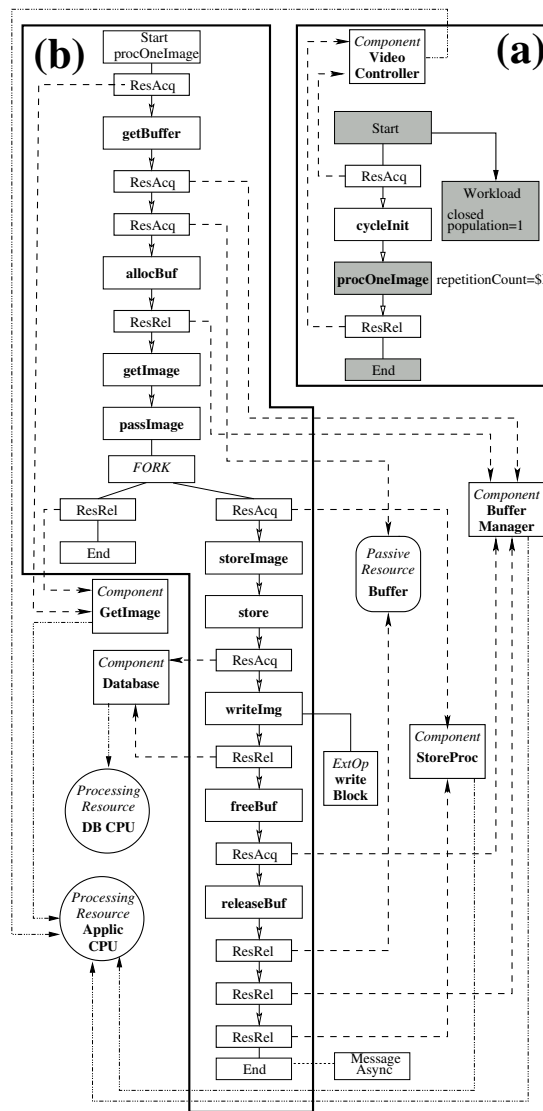 (b)
Start
procOneImage
ResAcq
getBuffer
ResAcq
ResAcq
allocBuf
ResRel
getImage
passImage
FORK
ResRel
End
ResAcq
storeImage
store
ResAcq
writeImg
ResRel
freeBuf
ResAcq
releaseBuf
ResRel
ResRel
ResRel
End
Message
Async
(a)
Component
Video
Controller
Start
ResAcq
Workload
closed
population=1
cycleInit
procOneImage
repetitionCount=$
ResRel
End
Component
Buffer
Manager
Passive
Resource
Buffer
Component
GetImage
Component
Database
Component
StoreProc
ExtOp
write
Block
Processing
Resource
DB CPU
Processing
Resource
Applic
CPU